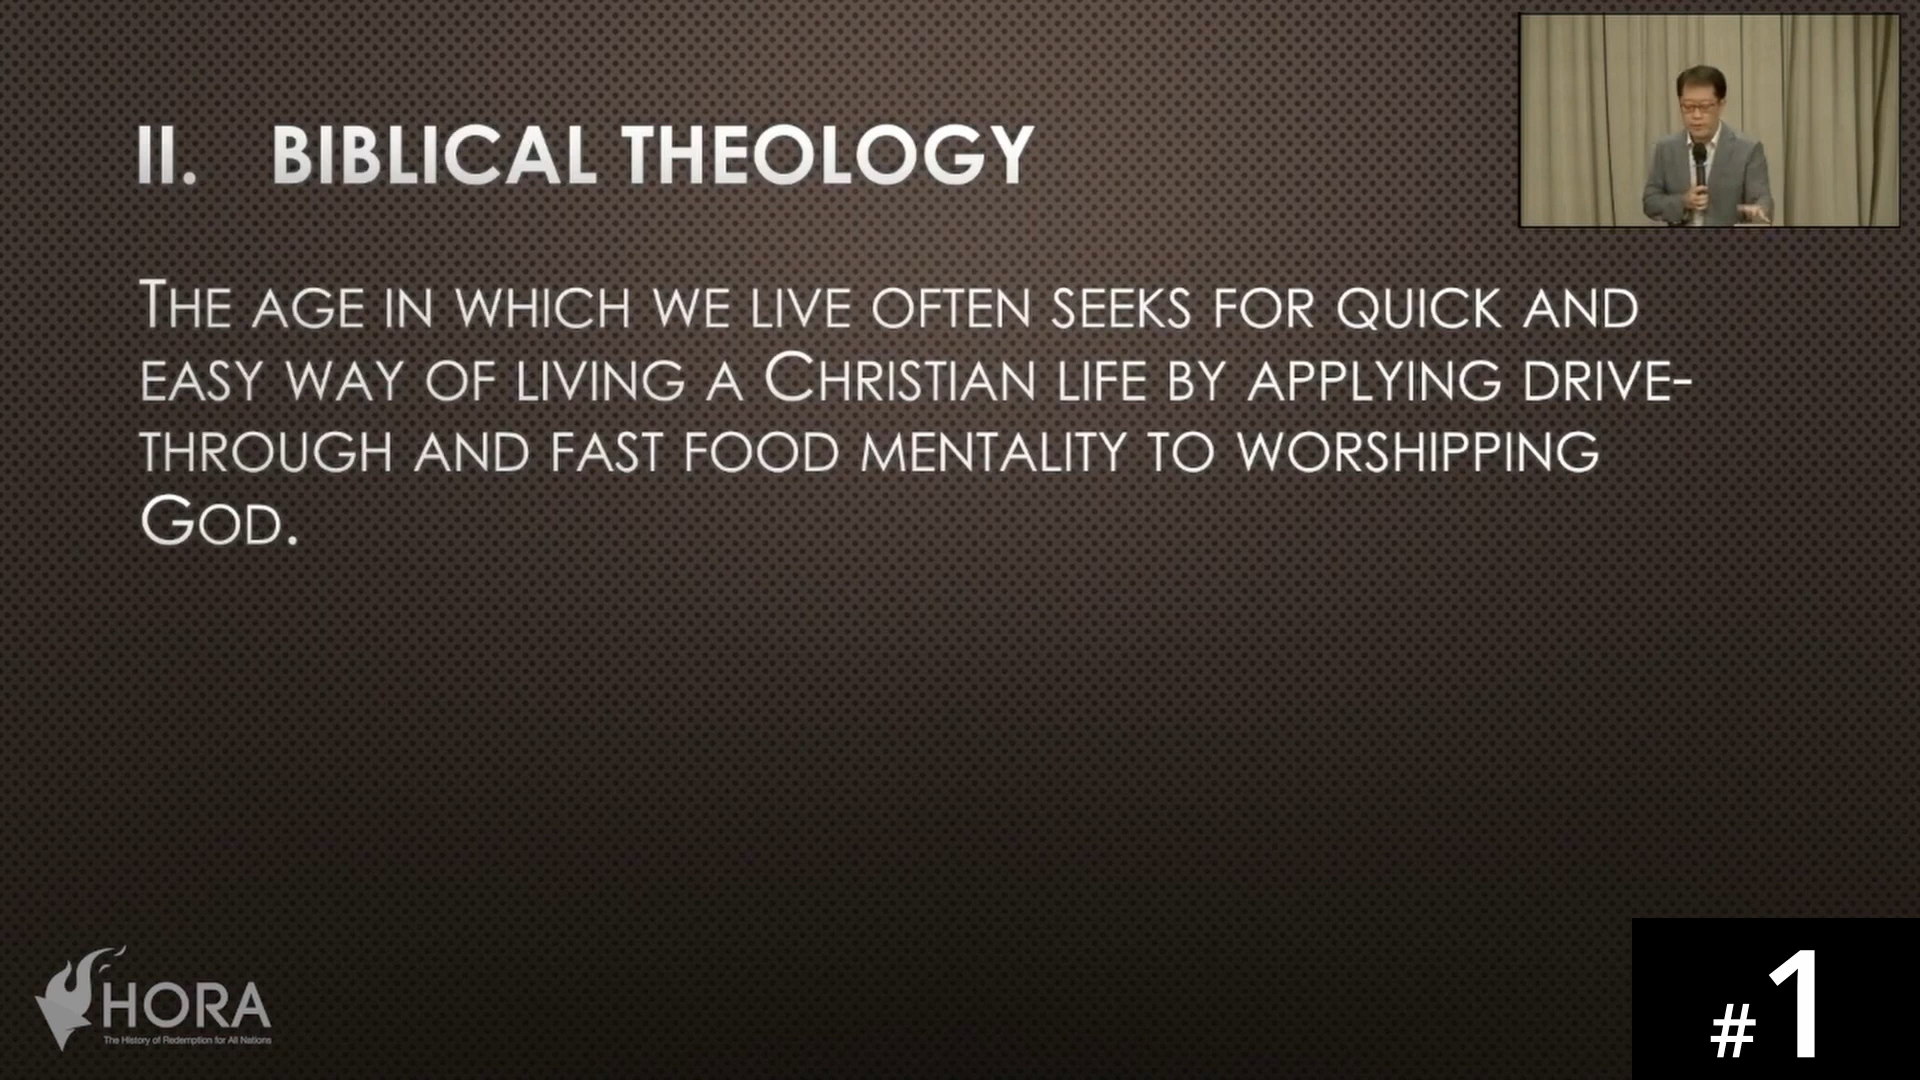 II. BIBLICAL THEOLOGY
THE AGE IN WHICH WE LIVE OFTEN SEEKS FOR QUICK AND
EASY WAY OF LIVING A CHRISTIAN LIFE BY APPLYING DRIVE-
THROUGH AND FAST FOOD MENTALITY TO WORSHIPPING
GOD.
HORA
The History of Redemption for All Nations
#1